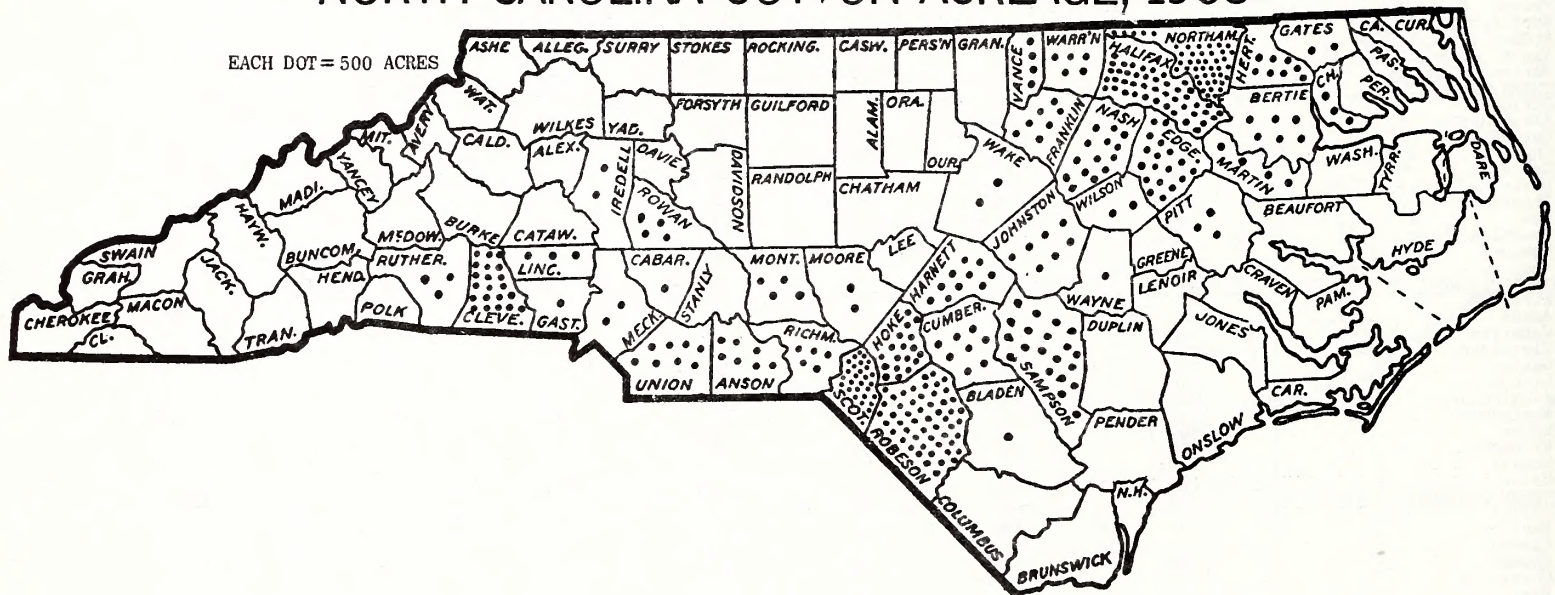 NORTH CAROLINA COTTON ACREAGE,
EACH DOT = 500 ACRES
ASHE
ALLEG.
SURRY
STOKES
ROCKING.
CASW.
PERS'N
GRAN.
VANCE
WARR'N
NORTHAM.
HALIFAX
HERT.
GATES
CA.
CUR.
PAS.
PER.
CH.
WAT.
AVERY
MIT.
YANCEY
MADI.
WILKES
YAD.
FORSYTH
GUILFORD
ALAM.
ORA.
DUR.
FRANKLIN
NASH
EDGE.
BERTIE
MARTIN
WASH.
TYRR.
DARE
CALD.
ALEX.
IREDELL
DAVIE
ROWAN
DAVIDSON
RANDOLPH
CHATHAM
WAKE
JOHNSTON
WILSON
PITT
BEAUFORT
HYDE
SWAIN
GRAH.
HAYW.
JACK.
BUNCOM.
HEND.
McDOW.
BURKE
CATAW.
RUTHER.
LINC.
CABAR.
STANLY
MONT.
MOORE
LEE
HARNETT
WAYNE
GREENE
LENOIR
CRAVEN
PAM.
CHEROKEE
CL.
MACON
TRAN.
POLK
CLEVE.
GAST.
MECK.
UNION
ANSON
RICHM.
SCOT.
HOKE
CUMBER.
SAMPSON
DUPLIN
JONES
CAR.
ONSLOW
ROBESON
BLADEN
PENDER
COLUMBUS
N.H.
BRUNSWICK